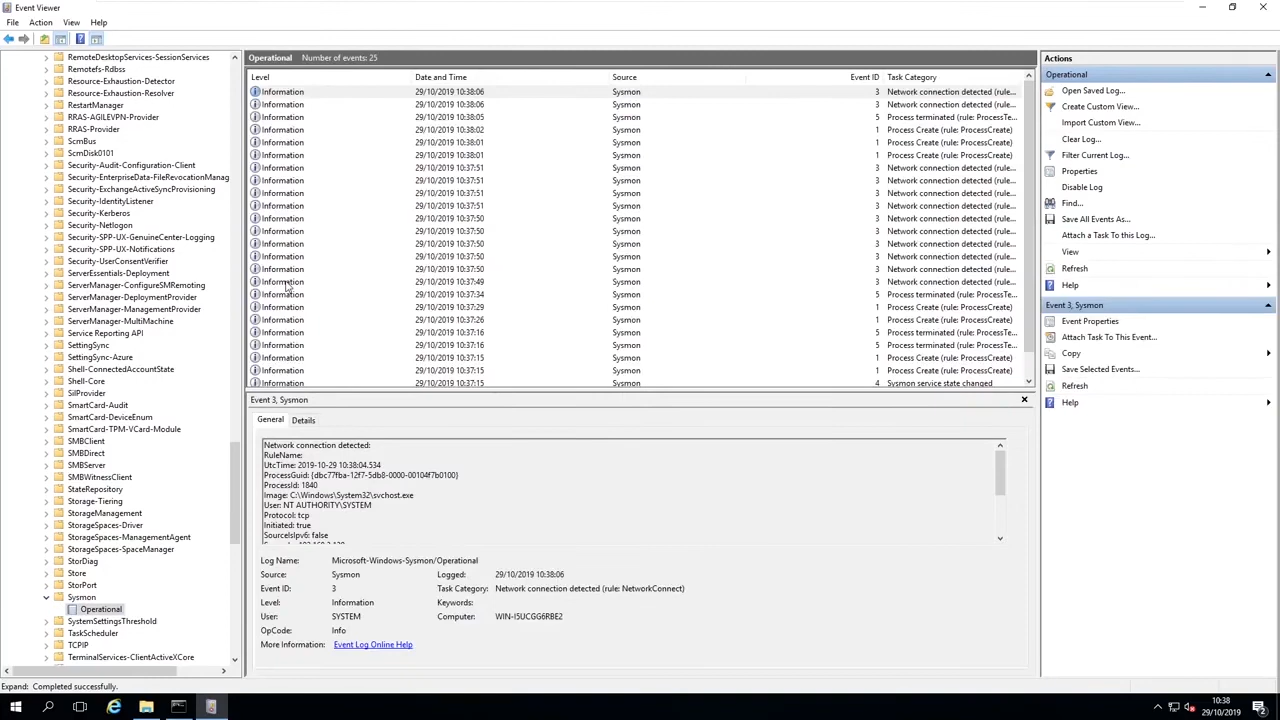 Event Viewer
File Action View Help
RemoteDesktopServices-SessionServices
Remotefs-Rdbss
Resource-Exhaustion-Detector
Resource-Exhaustion-Resolver
RestartManager
RRAS-AGILEVPN-Provider
RRAS-Provider
ScmBus
ScmDisk0101
Security-Audit-Configuration-Client
Security-EnterpriseData-FileRevocationManag
Security-ExchangeActiveSyncProvisioning
Security-IdentityListener
Security-Kerberos
Security-Netlogon
Security-SPP-UX-GenuineCenter-Logging
Security-SPP-UX-Notifications
Security-UserConsentVerifier
ServerEssentials-Deployment
ServerManager-ConfigureSMRemoting
ServerManager-DeploymentProvider
ServerManager-ManagementProvider
ServerManager-MultiMachine
Service Reporting API
SettingSync
SettingSync-Azure
Shell-ConnectedAccountState
Shell-Core
SilProvider
SmartCard-Audit
SmartCard-DeviceEnum
SmartCard-TPM-VCard-Module
SMBClient
SMBDirect
SMBServer
SMBWitnessClient
StateRepository
Storage-Tiering
StorageManagement
StorageSpaces-Driver
StorageSpaces-ManagementAgent
StorageSpaces-SpaceManager
StorDiag
Store
StorPort
Sysmon
Operational
SystemSettingsThreshold
TaskScheduler
TCPIP
TerminalServices-ClientActiveXCore
Operational Number of events: 25
Level Date and Time Source Event ID Task Category
Information 29/10/2019 10:38:06 Sysmon 3 Network connection detected (rule...
Information 29/10/2019 10:38:06 Sysmon 3 Network connection detected (rule...
Information 29/10/2019 10:38:05 Sysmon 5 Process terminated (rule: ProcessTe...
Information 29/10/2019 10:38:02 Sysmon 1 Process Create (rule: ProcessCreate)
Information 29/10/2019 10:38:01 Sysmon 1 Process Create (rule: ProcessCreate)
Information 29/10/2019 10:38:01 Sysmon 1 Process Create (rule: ProcessCreate)
Information 29/10/2019 10:37:51 Sysmon 3 Network connection detected (rule...
Information 29/10/2019 10:37:51 Sysmon 3 Network connection detected (rule...
Information 29/10/2019 10:37:51 Sysmon 3 Network connection detected (rule...
Information 29/10/2019 10:37:51 Sysmon 3 Network connection detected (rule...
Information 29/10/2019 10:37:50 Sysmon 3 Network connection detected (rule...
Information 29/10/2019 10:37:50 Sysmon 3 Network connection detected (rule...
Information 29/10/2019 10:37:50 Sysmon 3 Network connection detected (rule...
Information 29/10/2019 10:37:50 Sysmon 3 Network connection detected (rule...
Information 29/10/2019 10:37:50 Sysmon 3 Network connection detected (rule...
Information 29/10/2019 10:37:49 Sysmon 3 Network connection detected (rule...
Information 29/10/2019 10:37:34 Sysmon 5 Process terminated (rule: ProcessTe...
Information 29/10/2019 10:37:29 Sysmon 1 Process Create (rule: ProcessCreate)
Information 29/10/2019 10:37:26 Sysmon 1 Process Create (rule: ProcessCreate)
Information 29/10/2019 10:37:16 Sysmon 5 Process terminated (rule: ProcessTe...
Information 29/10/2019 10:37:16 Sysmon 5 Process terminated (rule: ProcessTe...
Information 29/10/2019 10:37:15 Sysmon 1 Process Create (rule: ProcessCreate)
Information 29/10/2019 10:37:15 Sysmon 1 Process Create (rule: ProcessCreate)
Information 29/10/2019 10:37:15 Sysmon 4 Sysmon service state changed
Event 3, Sysmon
General Details
Network connection detected:
RuleName:
UtcTime: 2019-10-29 10:38:04.534
ProcessGuid: {dbc77fba-12f7-5db8-0000-00104f7b0100}
ProcessId: 1840
Image: C:\Windows\System32\svchost.exe
User: NT AUTHORITY\SYSTEM
Protocol: tcp
Initiated: true
SourceIsIpv6: false
Log Name: Microsoft-Windows-Sysmon/Operational
Source: Sysmon Logged: 29/10/2019 10:38:06
Event ID: 3 Task Category: Network connection detected (rule: NetworkConnect)
Level: Information Keywords:
User: SYSTEM Computer: WIN-I5UCGG6RBE2
OpCode: Info
More Information: Event Log Online Help
Actions
Operational
Open Saved Log...
Create Custom View...
Import Custom View...
Clear Log...
Filter Current Log...
Properties
Disable Log
Find...
Save All Events As...
Attach a Task To this Log...
View
Refresh
Help
Event 3, Sysmon
Event Properties
Attach Task To This Event...
Copy
Save Selected Events...
Refresh
Help
Expand: Completed successfully.
10:38
29/10/2019
2